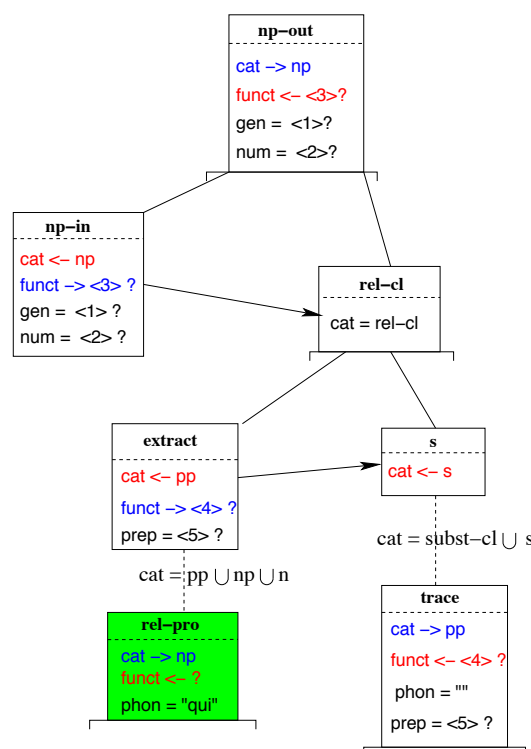 np–out
cat –> np
funct <– <3>?
gen = <1>?
num = <2>?
np–in
cat <– np
funct –> <3> ?
gen = <1> ?
num = <2> ?
rel–cl
cat = rel–cl
extract
cat <– pp
funct –> <4> ?
prep = <5> ?
s
cat <– s
cat = pp ∪ np ∪ n
cat = subst–cl ∪ s
rel–pro
cat –> np
funct <– ?
phon = "qui"
trace
cat –> pp
funct <– <4> ?
phon = ""
prep = <5> ?